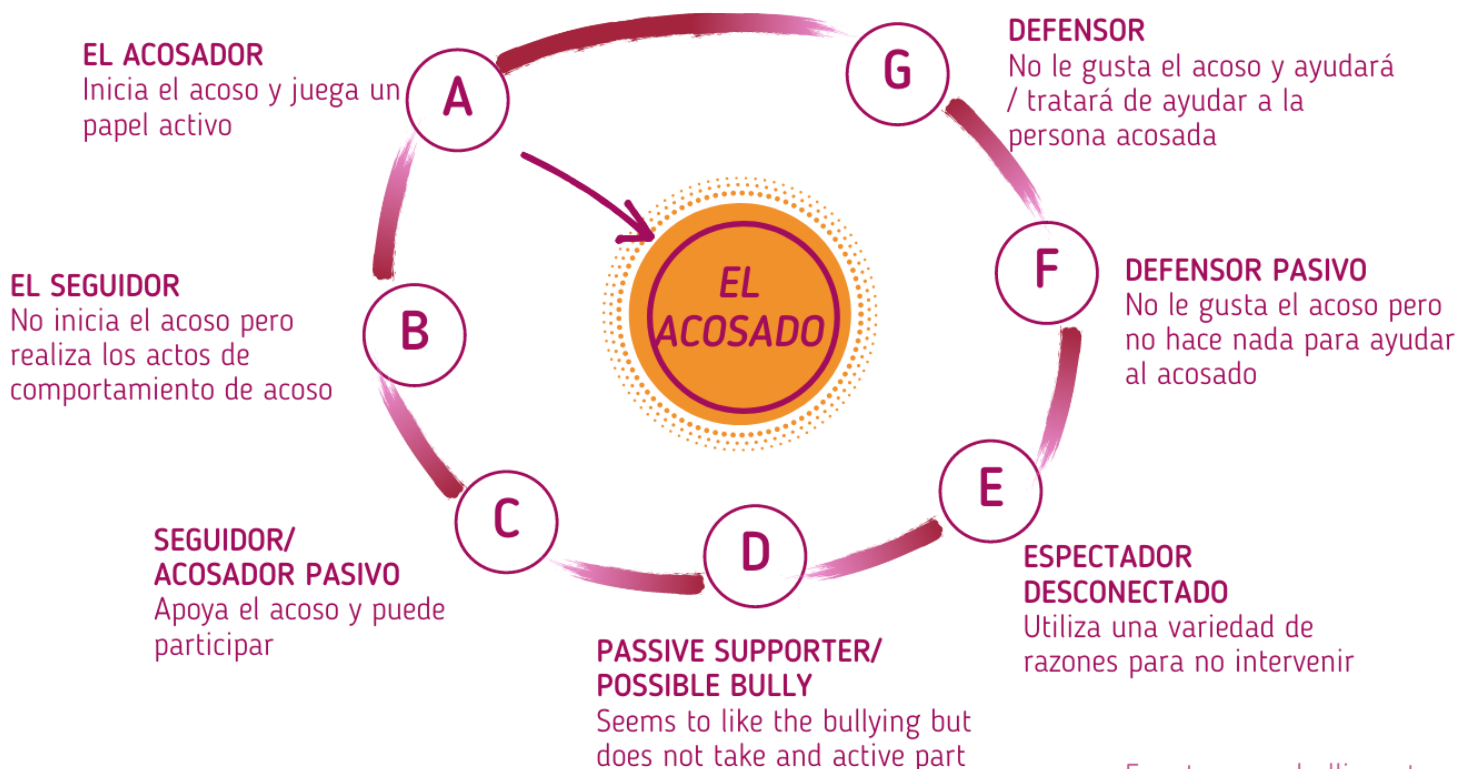 EL ACOSADOR
Inicia el acoso y juega un
papel activo
A
G
DEFENSOR
No le gusta el acoso y ayudará
/ tratará de ayudar a la
persona acosada
EL SEGUIDOR
No inicia el acoso pero
realiza los actos de
comportamiento de acoso
B
EL
ACOSADO
F
DEFENSOR PASIVO
No le gusta el acoso pero
no hace nada para ayudar
al acosado
SEGUIDOR/
ACOSADOR PASIVO
Apoya el acoso y puede
participar
C
D
PASSIVE SUPPORTER/
POSSIBLE BULLY
Seems to like the bullying but
does not take and active part
E
ESPECTADOR
DESCONECTADO
Utiliza una variedad de
razones para no intervenir